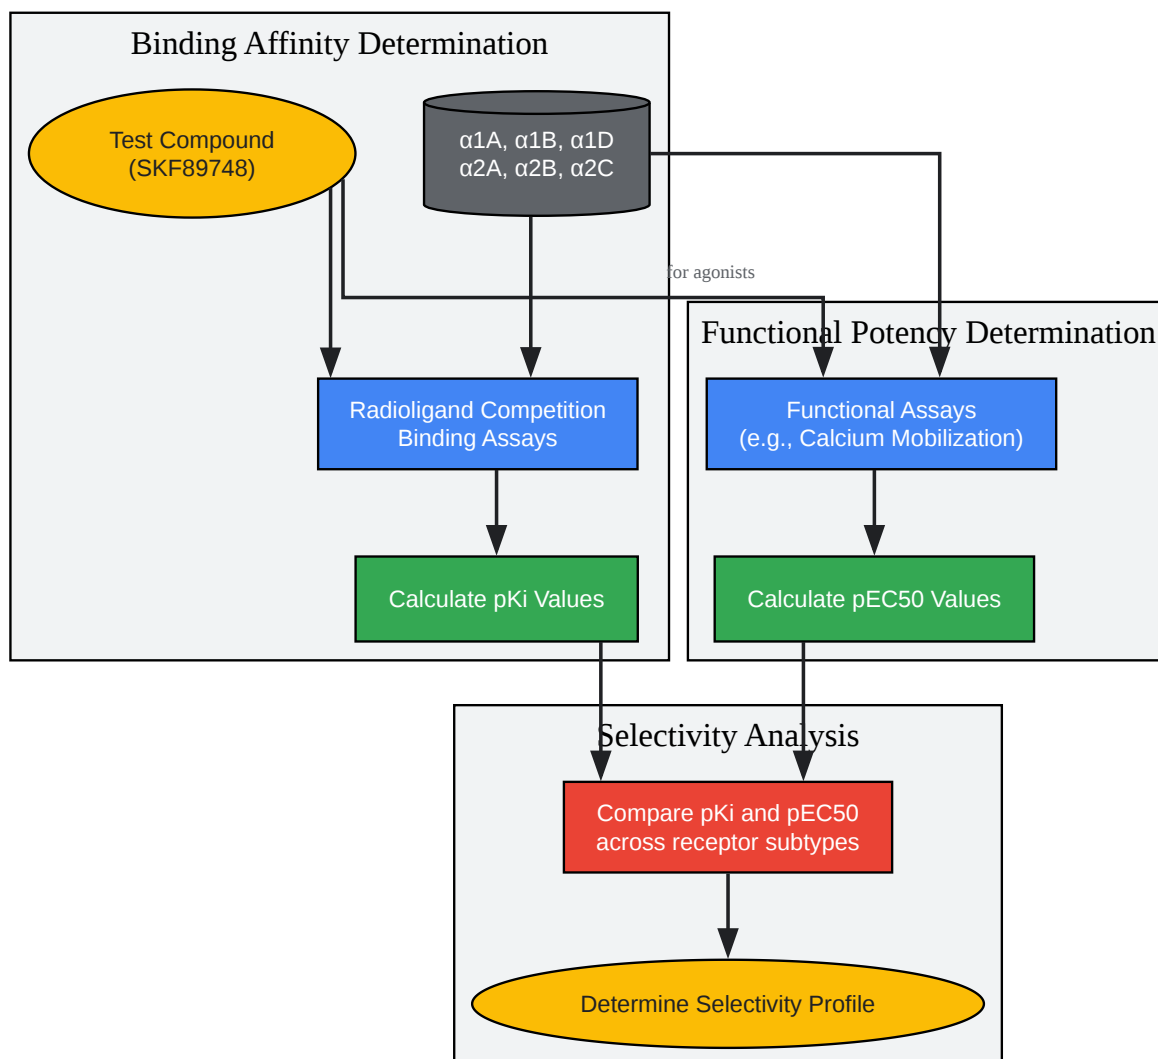 Binding Affinity Determination
Test Compound
(SKF89748)
α1A, α1B, α1D
α2A, α2B, α2C
for agonists
Functional Potency Determination
Radioligand Competition
Binding Assays
Functional Assays
(e.g., Calcium Mobilization)
Calculate pKi Values
Calculate pEC50 Values
Selectivity Analysis
Compare pKi and pEC50
across receptor subtypes
Determine Selectivity Profile